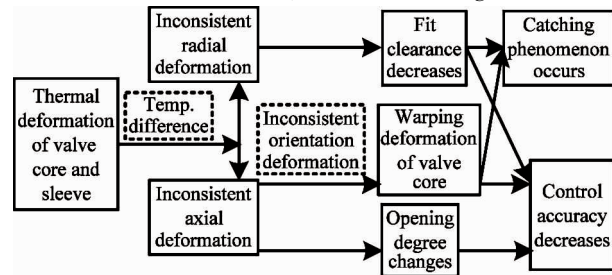 Thermal
deformation
of valve
core and
sleeve
Temp.
difference
Inconsistent
radial
deformation
Inconsistent
axial
deformation
Inconsistent
orientation
deformation
Fit
clearance
decreases
Warping
deformation
of valve
core
Opening
degree
changes
Catching
phenomenon
occurs
Control
accuracy
decreases